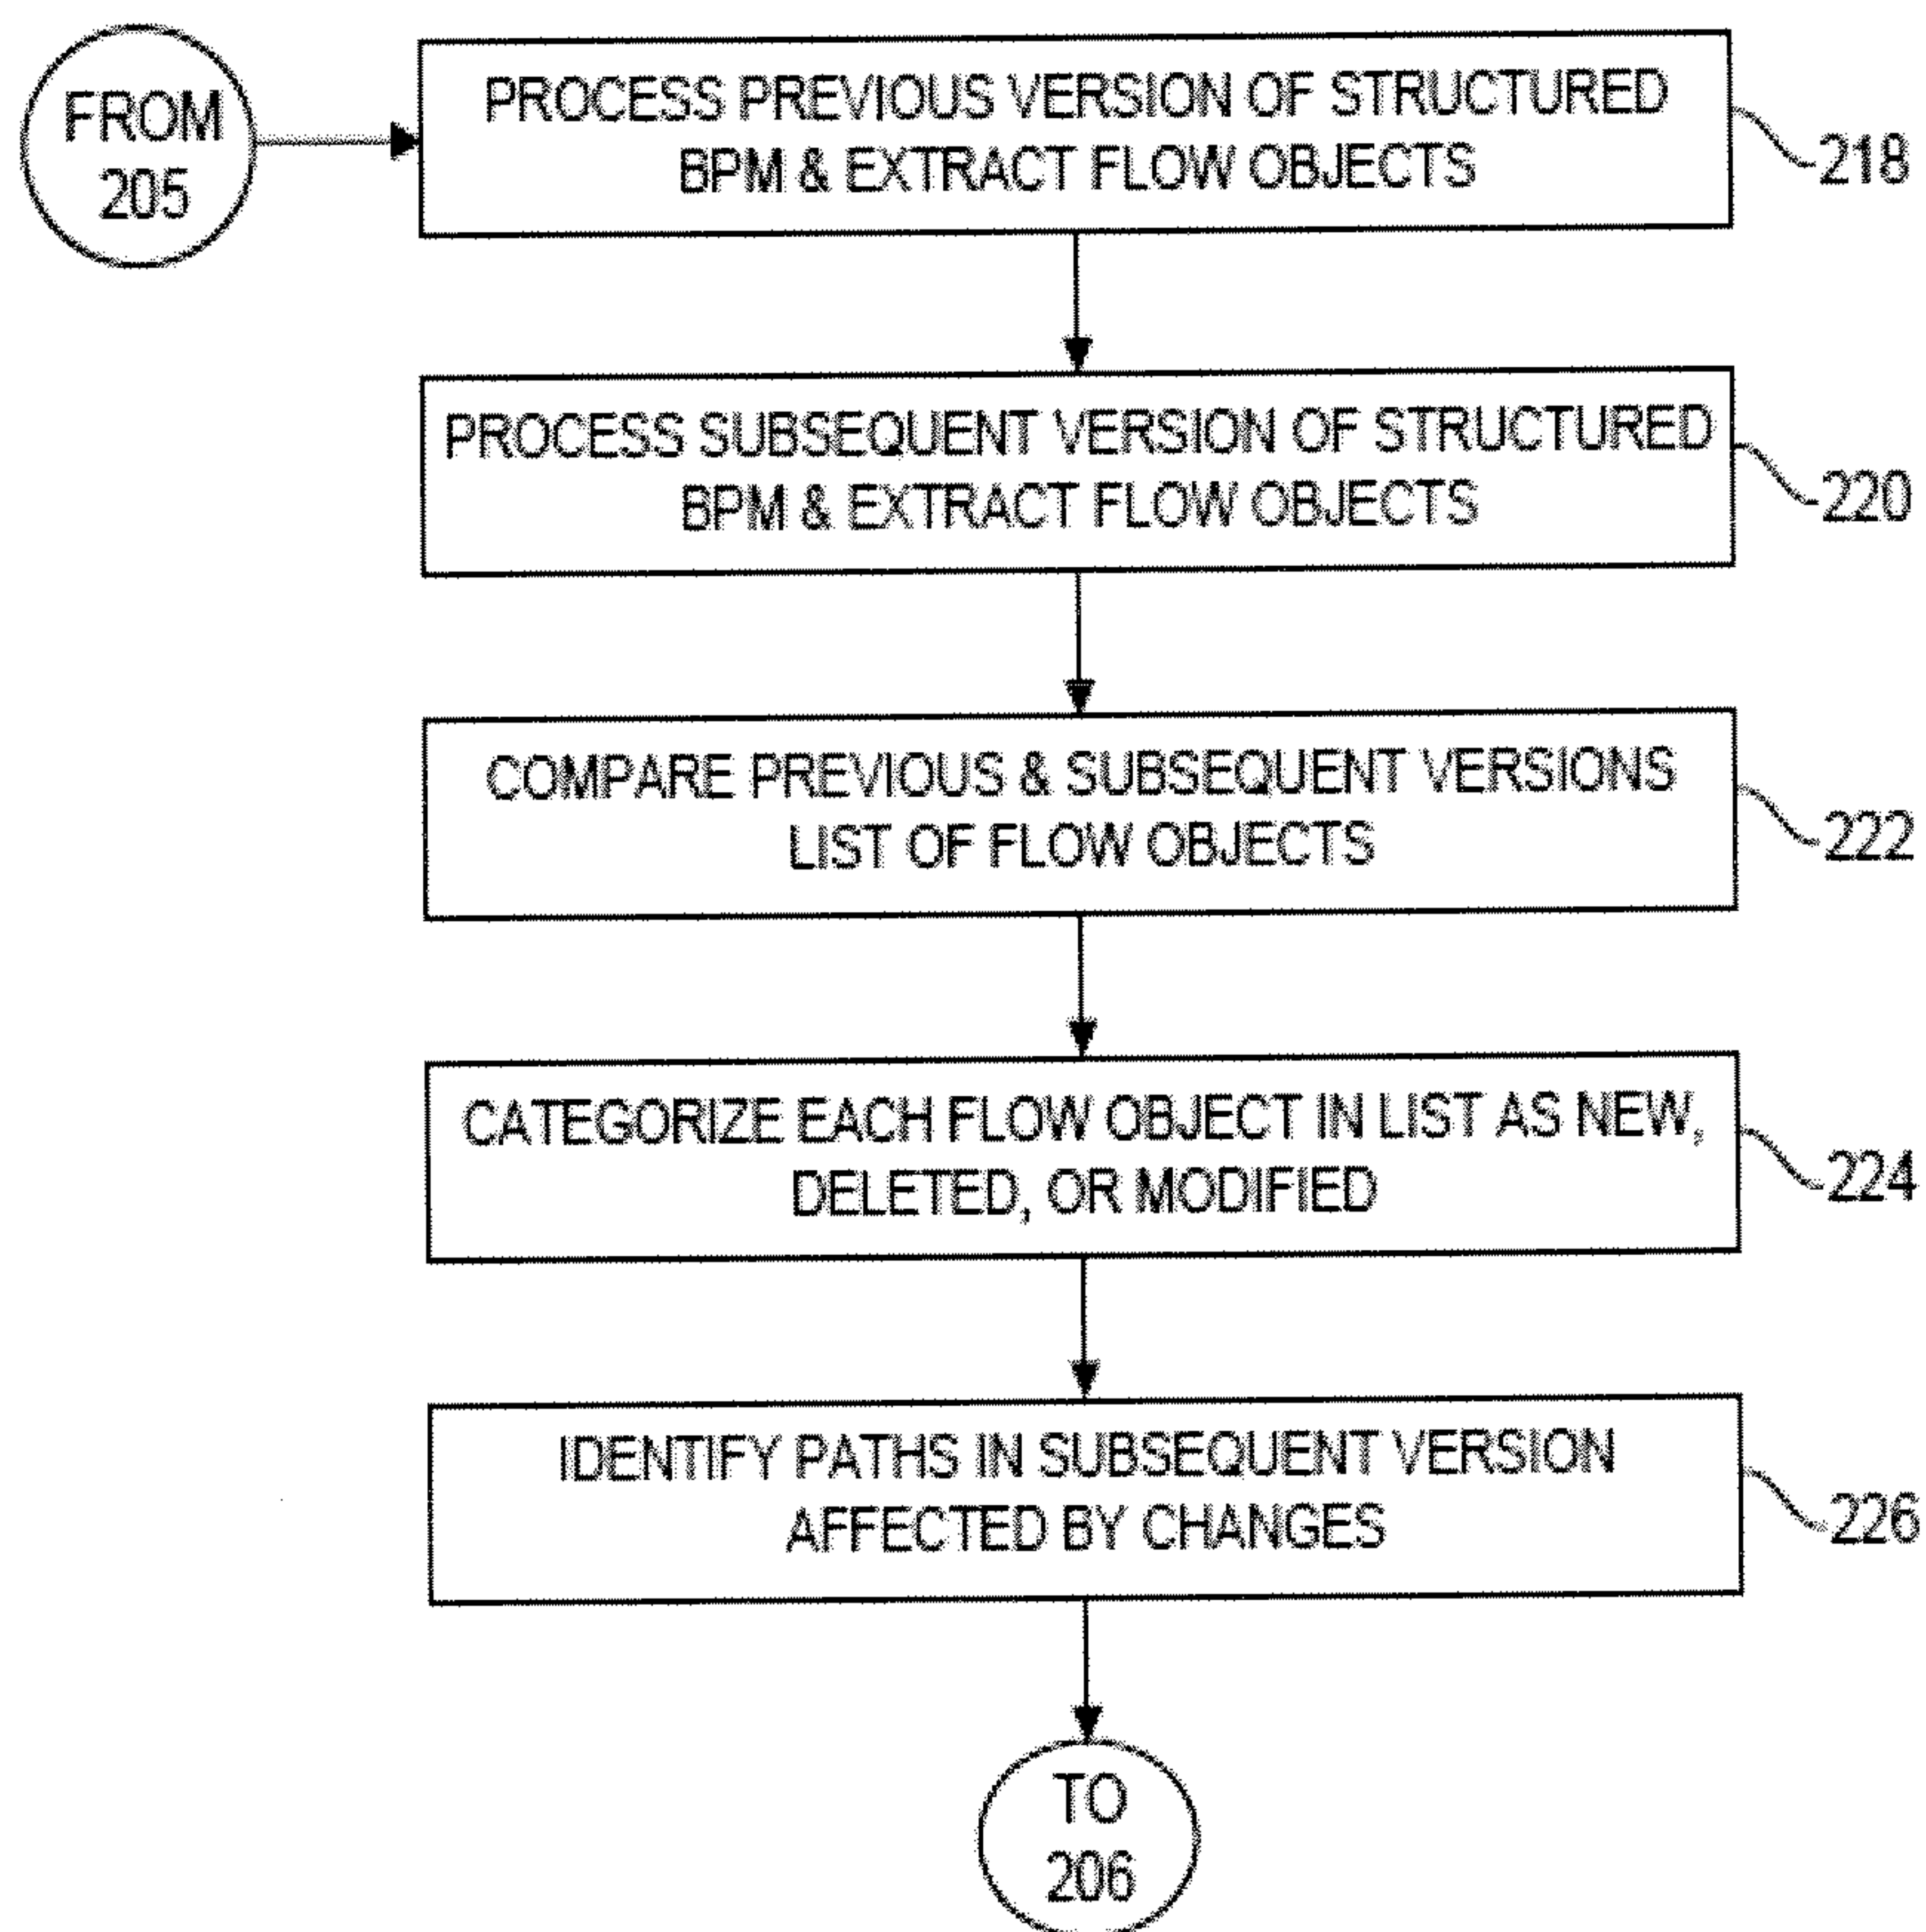 FROM
205
PROCESS PREVIOUS VERSION OF STRUCTURED
BPM & EXTRACT FLOW OBJECTS
218
PROCESS SUBSEQUENT VERSION OF STRUCTURED
BPM & EXTRACT FLOW OBJECTS
220
COMPARE PREVIOUS & SUBSEQUENT VERSIONS
LIST OF FLOW OBJECTS
222
CATEGORIZE EACH FLOW OBJECT IN LIST AS NEW,
DELETED, OR MODIFIED
224
IDENTIFY PATHS IN SUBSEQUENT VERSION
AFFECTED BY CHANGES
226
TO
206